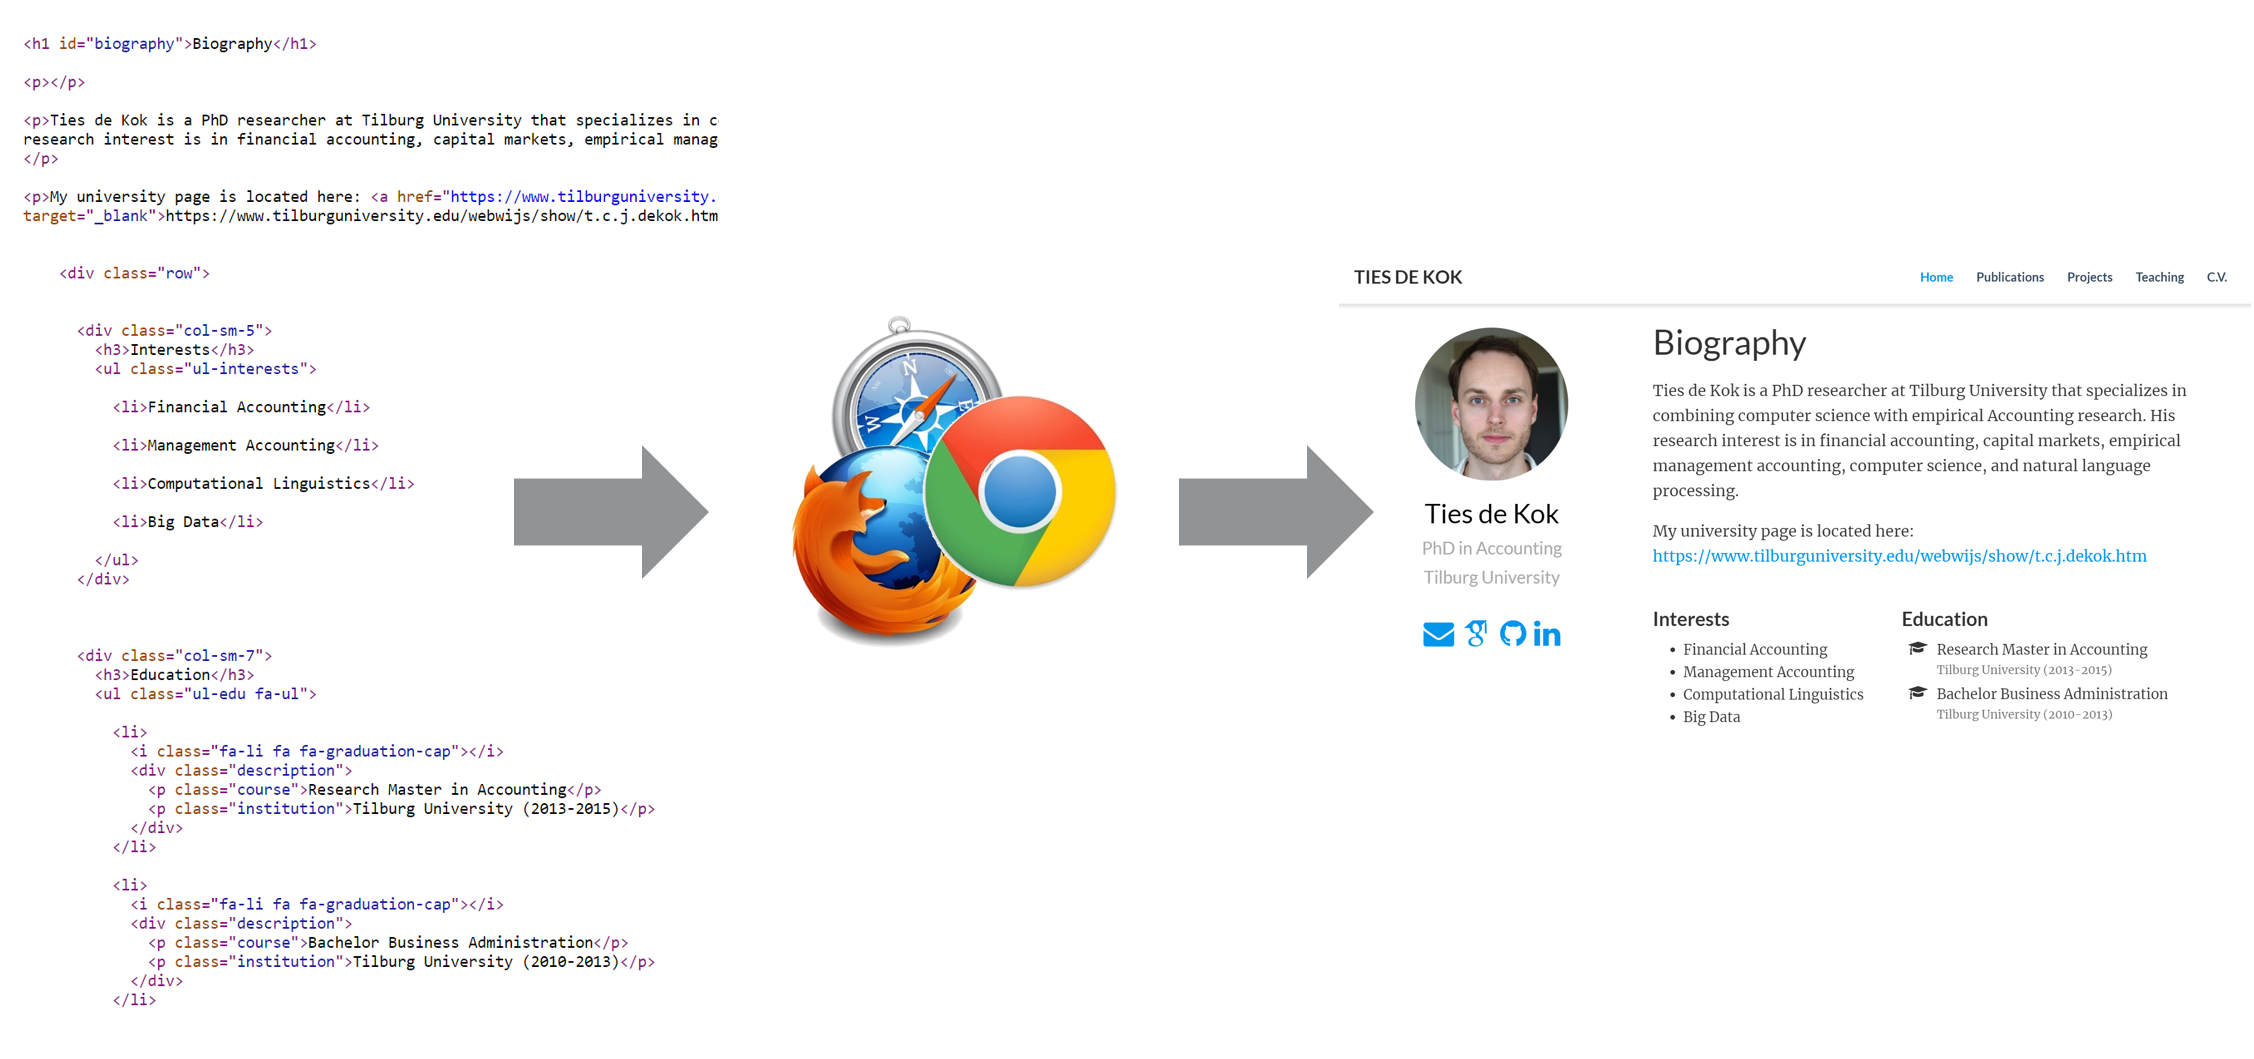 <h1 id="biography">Biography</h1>
<p></p>
<p>Ties de Kok is a PhD researcher at Tilburg University that specializes in c
research interest is in financial accounting, capital markets, empirical manag
</p>
<p>My university page is located here: <a href="https://www.tilburguniversity.
target="_blank">https://www.tilburguniversity.edu/webwijs/show/t.c.j.dekok.htm
<div class="row">
<div class="col-sm-5">
<h3>Interests</h3>
<ul class="ul-interests">
<li>Financial Accounting</li>
<li>Management Accounting</li>
<li>Computational Linguistics</li>
<li>Big Data</li>
</ul>
</div>
<div class="col-sm-7">
<h3>Education</h3>
<ul class="ul-edu fa-ul">
<li>
<i class="fa-li fa fa-graduation-cap"></i>
<div class="description">
<p class="course">Research Master in Accounting</p>
<p class="institution">Tilburg University (2013-2015)</p>
</div>
</li>
<li>
<i class="fa-li fa fa-graduation-cap"></i>
<div class="description">
<p class="course">Bachelor Business Administration</p>
<p class="institution">Tilburg University (2010-2013)</p>
</div>
</li>
N
E
M
TIES DE KOK
Home Publications Projects Teaching C.V.
Ties de Kok
PhD in Accounting
Tilburg University
Biography
Ties de Kok is a PhD researcher at Tilburg University that specializes in
combining computer science with empirical Accounting research. His
research interest is in financial accounting, capital markets, empirical
management accounting, computer science, and natural language
processing.
My university page is located here:
https://www.tilburguniversity.edu/webwijs/show/t.c.j.dekok.htm
Interests
Financial Accounting
Management Accounting
Computational Linguistics
Big Data
Education
Research Master in Accounting
Tilburg University (2013-2015)
Bachelor Business Administration
Tilburg University (2010-2013)